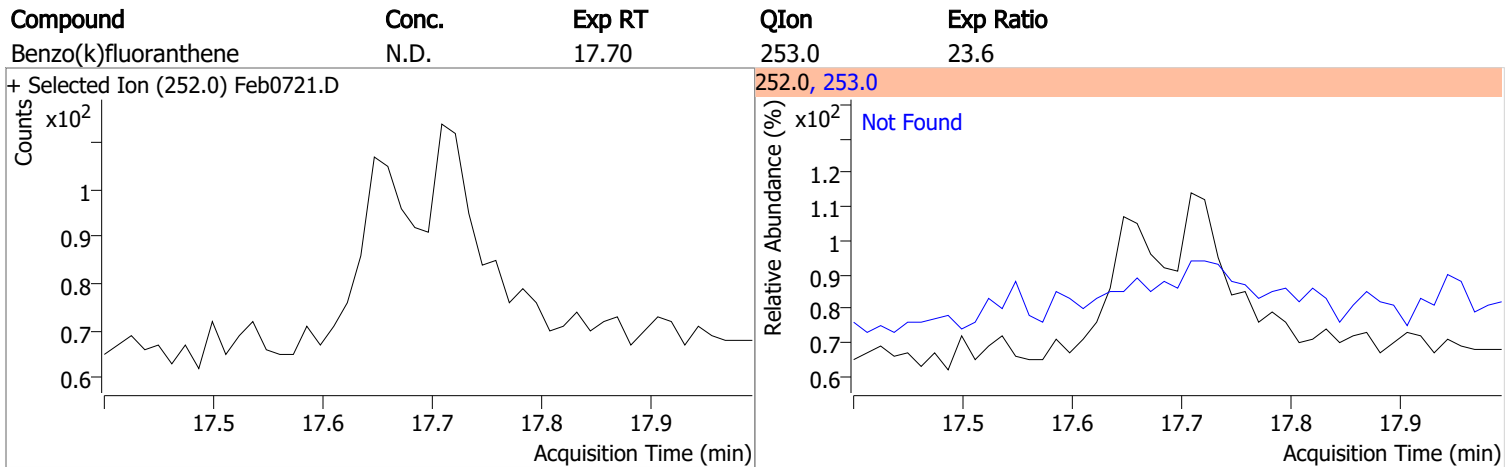 Compound Conc. Exp RT QIon Exp Ratio
Benzo(k)fluoranthene N.D. 17.70 253.0 23.6
+ Selected Ion (252.0) Feb0721.D
Counts
x10²
1
0.9
0.8
0.7
0.6
17.5 17.6 17.7 17.8 17.9
Acquisition Time (min)
252.0, 253.0
Relative Abundance (%)
x10²
Not Found
1.2
1.1
1
0.9
0.8
0.7
0.6
17.5 17.6 17.7 17.8 17.9
Acquisition Time (min)